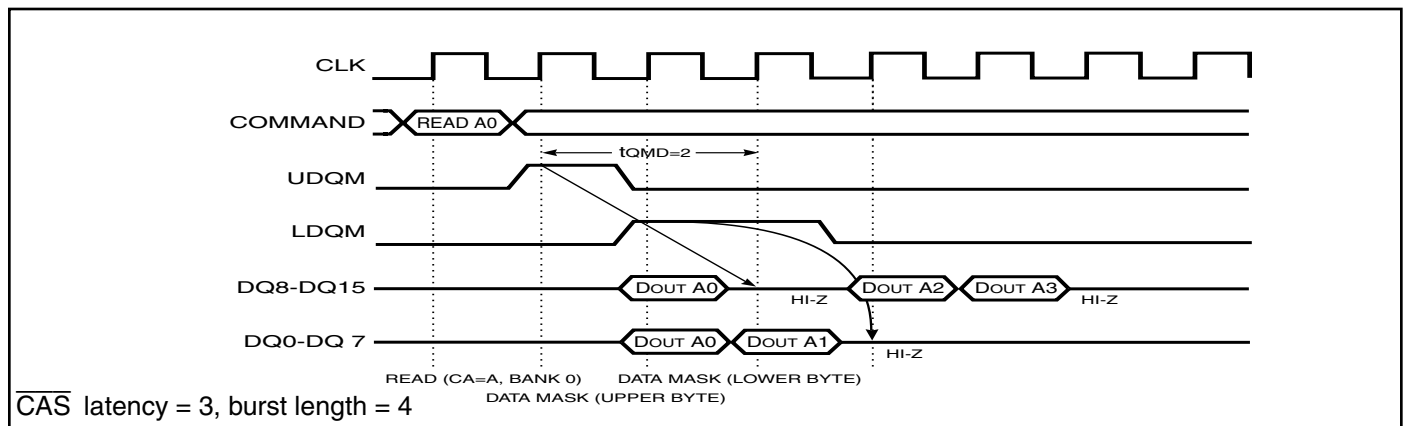 CLK
COMMAND READ A0
tQMD=2
UDQM
LDQM
DQ8-DQ15 DOUT A0 HI-Z DOUT A2 DOUT A3 HI-Z
DQ0-DQ 7 DOUT A0 DOUT A1 HI-Z
READ (CA=A, BANK 0) DATA MASK (LOWER BYTE)
DATA MASK (UPPER BYTE)
CAS latency = 3, burst length = 4